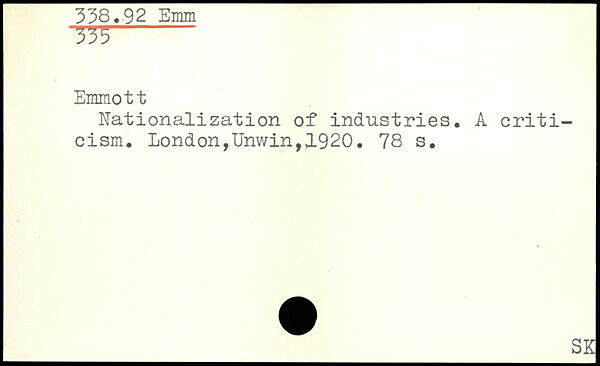 338.92 Emm
335
Emmott
Nationalization of industries. A criti-
cism. London,Unwin,1920. 78 s.
SK